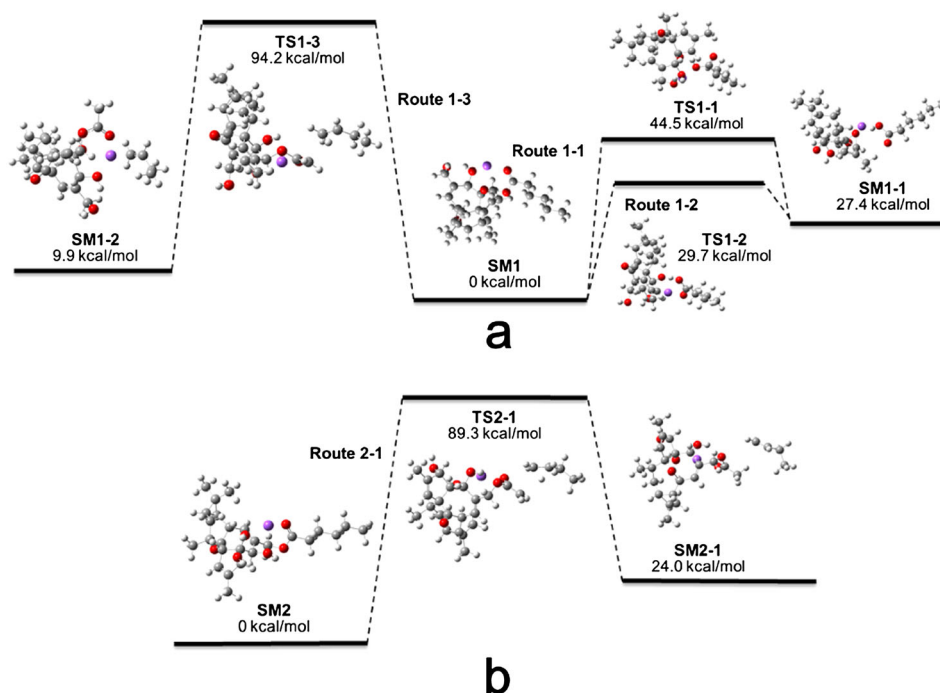 TS1-3
94.2 kcal/mol
Route 1-3
SM1-2
9.9 kcal/mol
Route 1-1
SM1
0 kcal/mol
TS1-1
44.5 kcal/mol
SM1-1
27.4 kcal/mol
Route 1-2
TS1-2
29.7 kcal/mol
a
Route 2-1
TS2-1
89.3 kcal/mol
SM2
0 kcal/mol
SM2-1
24.0 kcal/mol
b